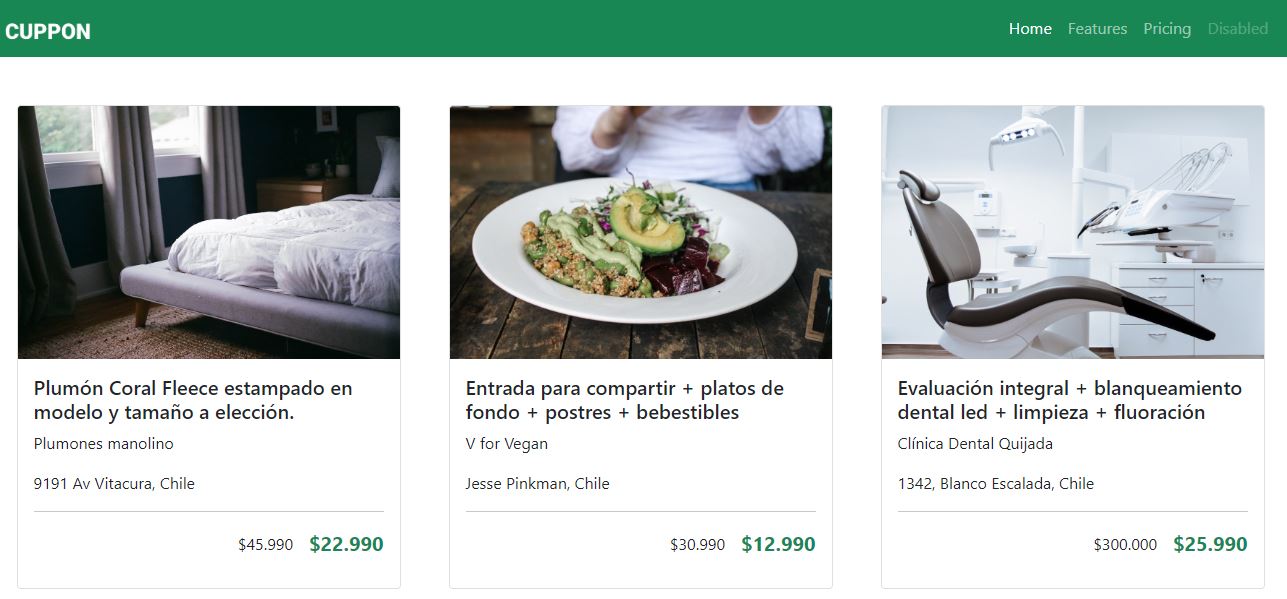 CUPPON
Home Features Pricing Disabled
Plumón Coral Fleece estampado en
modelo y tamaño a elección.
Plumones manolino
9191 Av Vitacura, Chile
$45.990 $22.990
Entrada para compartir + platos de
fondo + postres + bebestibles
V for Vegan
Jesse Pinkman, Chile
$30.990 $12.990
Evaluación integral + blanqueamiento
dental led + limpieza + fluoración
Clínica Dental Quijada
1342, Blanco Escalada, Chile
$300.000 $25.990